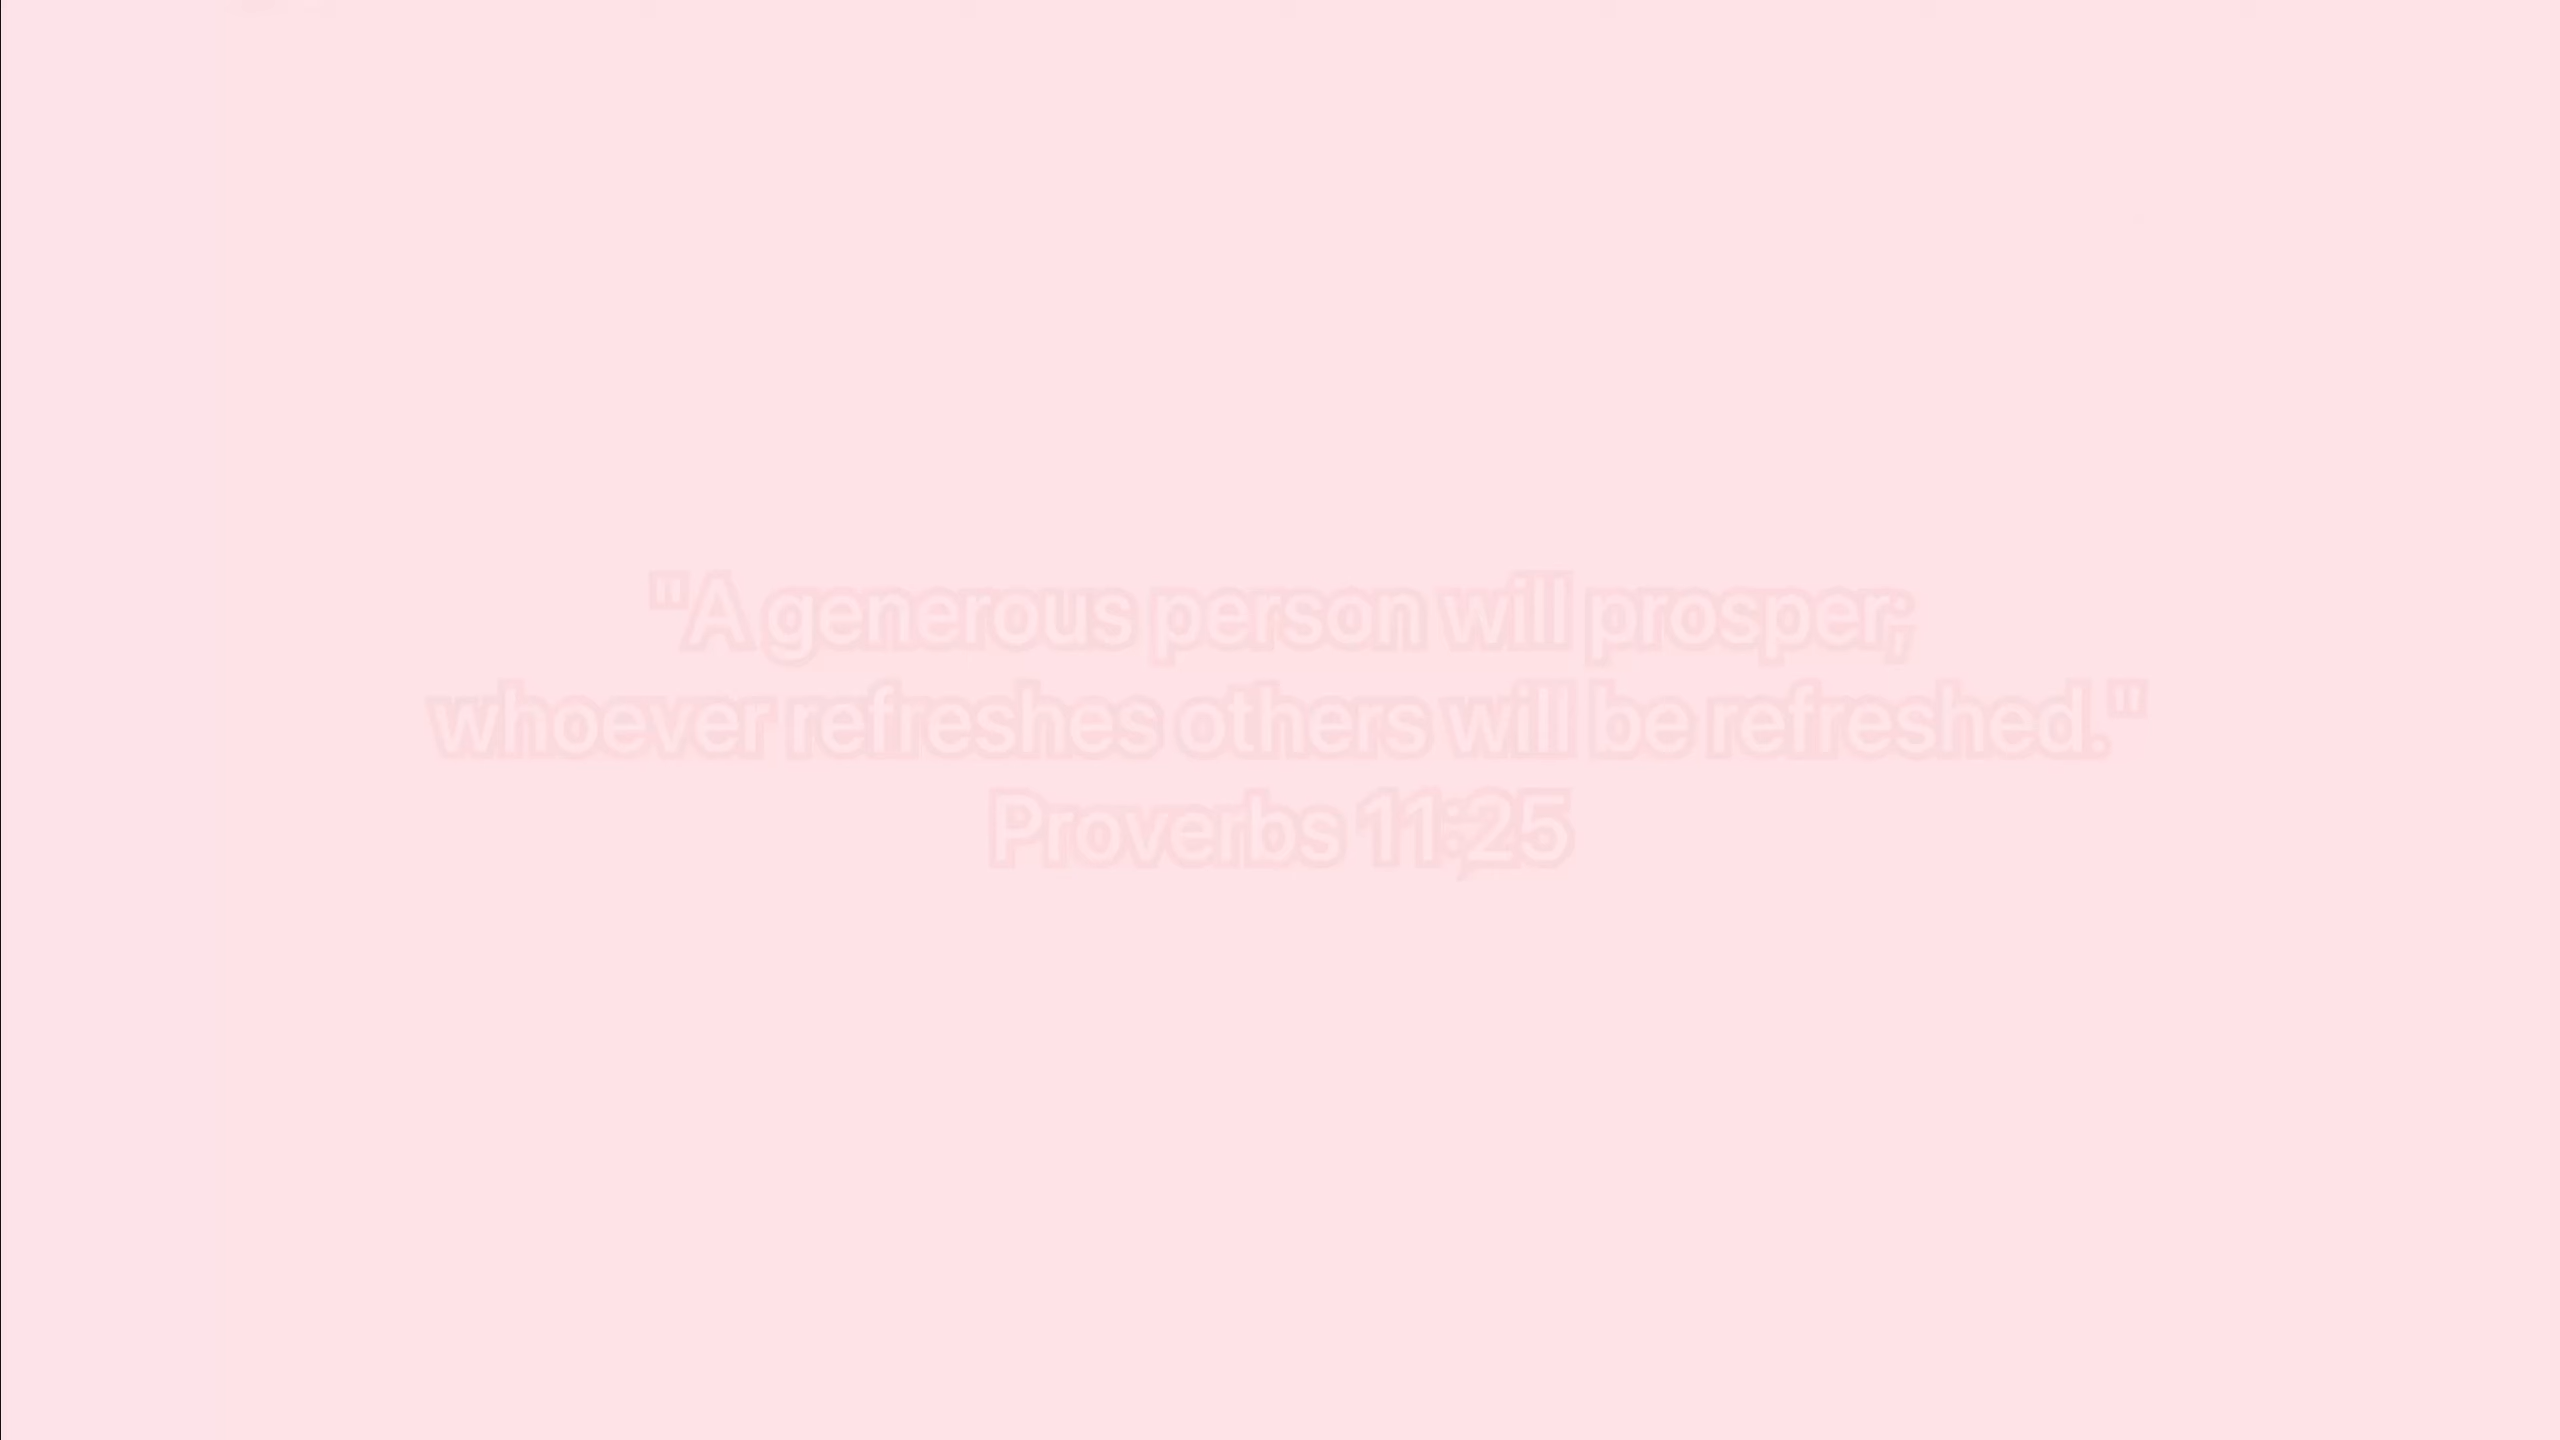 "A generous person will prosper;
whoever refreshes others will be refreshed."
Proverbs 11:25